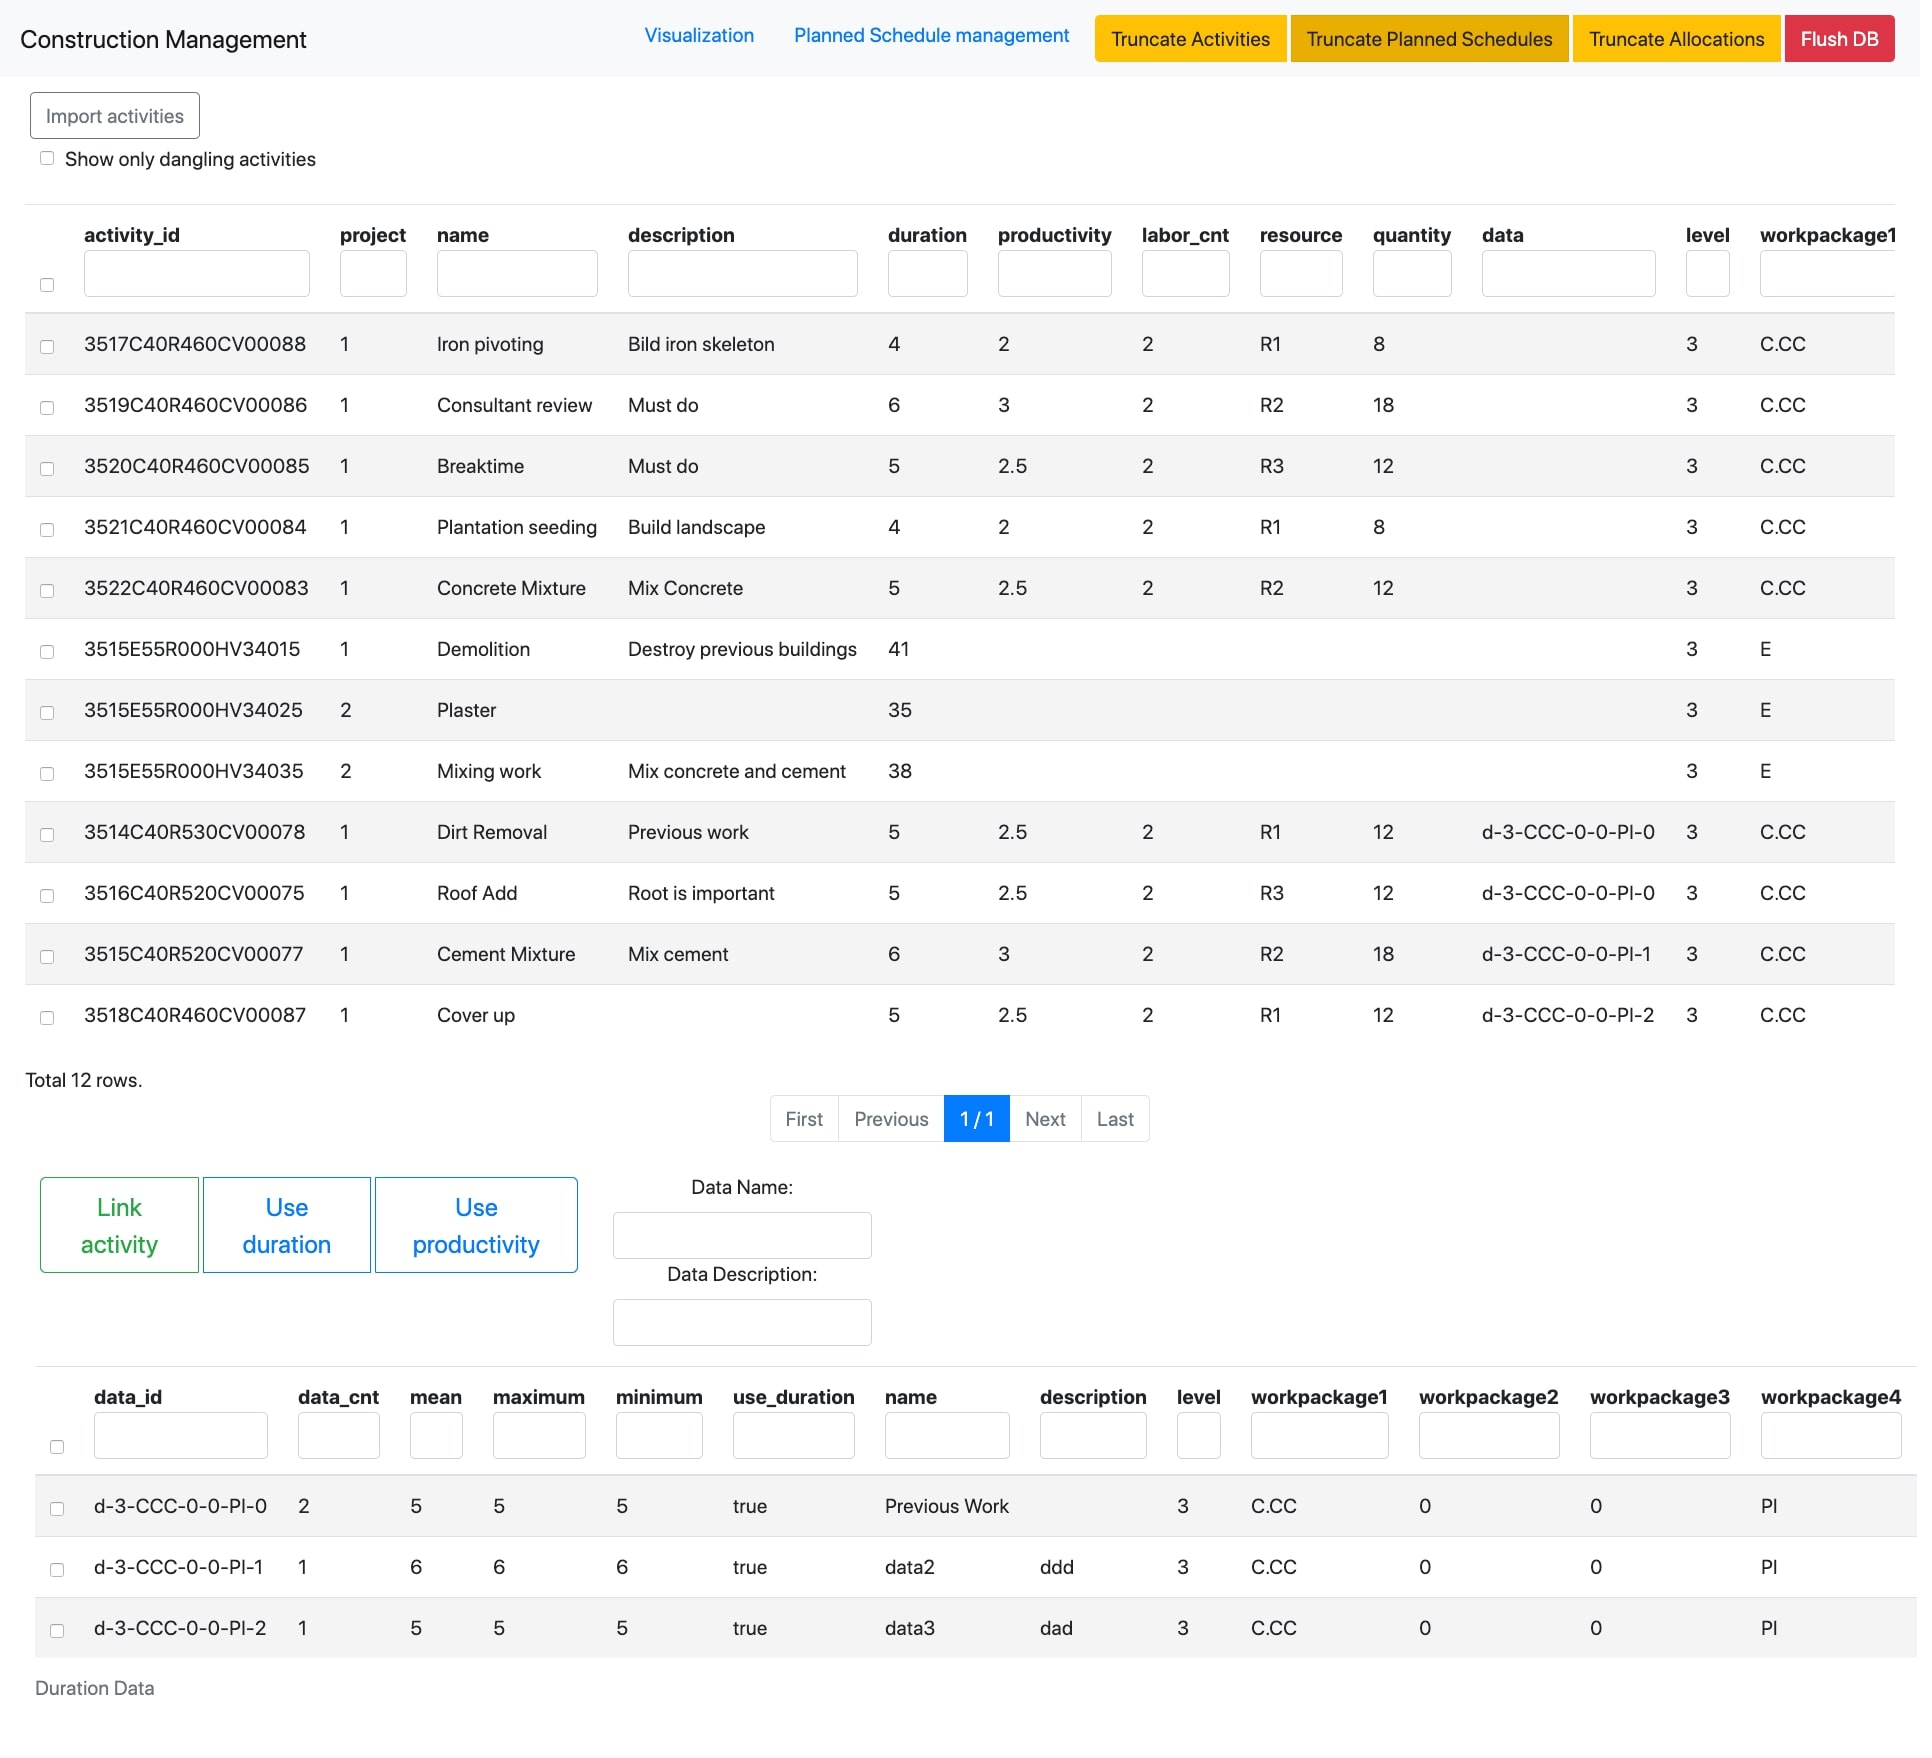 Construction Management Visualization Planned Schedule management Truncate Activities Truncate Planned Schedules Truncate Allocations Flush DB
Import activities
Show only dangling activities
activity_id project name description duration productivity labor_cnt resource quantity data level workpackage1
3517C40R460CV00088 1 Iron pivoting Bild iron skeleton 4 2 2 R1 8 3 C.CC
3519C40R460CV00086 1 Consultant review Must do 6 3 2 R2 18 3 C.CC
3520C40R460CV00085 1 Breaktime Must do 5 2.5 2 R3 12 3 C.CC
3521C40R460CV00084 1 Plantation seeding Build landscape 4 2 2 R1 8 3 C.CC
3522C40R460CV00083 1 Concrete Mixture Mix Concrete 5 2.5 2 R2 12 3 C.CC
3515E55R000HV34015 1 Demolition Destroy previous buildings 41 3 E
3515E55R000HV34025 2 Plaster 35 3 E
3515E55R000HV34035 2 Mixing work Mix concrete and cement 38 3 E
3514C40R530CV00078 1 Dirt Removal Previous work 5 2.5 2 R1 12 d-3-CCC-0-0-PI-0 3 C.CC
3516C40R520CV00075 1 Roof Add Root is important 5 2.5 2 R3 12 d-3-CCC-0-0-PI-0 3 C.CC
3515C40R520CV00077 1 Cement Mixture Mix cement 6 3 2 R2 18 d-3-CCC-0-0-PI-1 3 C.CC
3518C40R460CV00087 1 Cover up 5 2.5 2 R1 12 d-3-CCC-0-0-PI-2 3 C.CC
Total 12 rows.
First Previous 1 / 1 Next Last
Link activity
Use duration
Use productivity
Data Name:
Data Description:
data_id data_cnt mean maximum minimum use_duration name description level workpackage1 workpackage2 workpackage3 workpackage4
d-3-CCC-0-0-PI-0 2 5 5 5 true Previous Work 3 C.CC 0 0 PI
d-3-CCC-0-0-PI-1 1 6 6 6 true data2 ddd 3 C.CC 0 0 PI
d-3-CCC-0-0-PI-2 1 5 5 5 true data3 dad 3 C.CC 0 0 PI
Duration Data